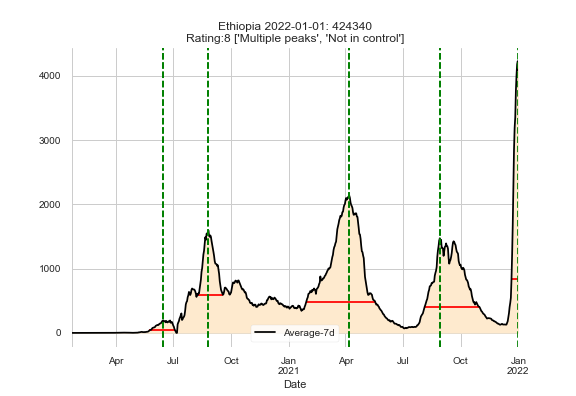 Ethiopia 2022-01-01: 424340
Rating:8 ['Multiple peaks', 'Not in control']
4000
3000
2000
1000
0
Average-7d
Apr Jul Oct Jan Apr Jul Oct Jan
2021 2022
Date